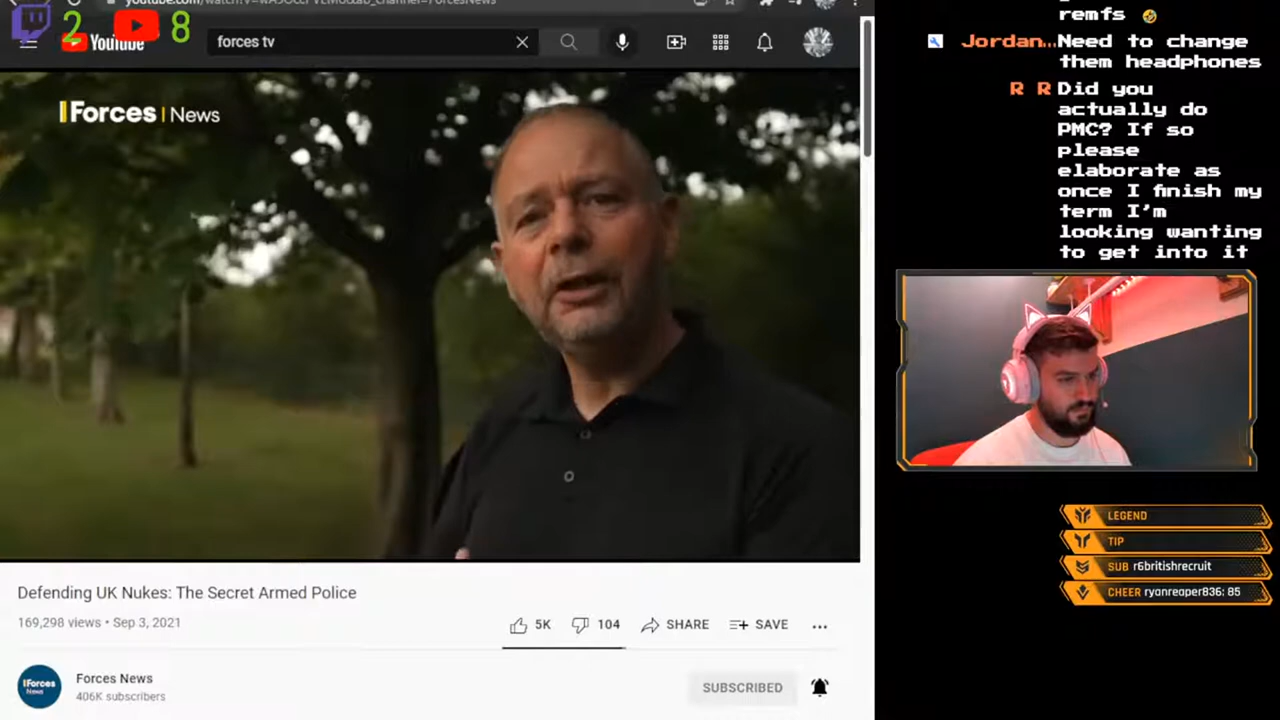 2 8
YouTube
forces tv
Forces News
Defending UK Nukes: The Secret Armed Police
169,298 views • Sep 3, 2021
5K
104
SHARE
SAVE
Forces News
Forces News
406K subscribers
SUBSCRIBED
remfs 🤣
Jordan... Need to change
them headphones
R R Did you
actually do
PMC? If so
please
elaborate as
once I finish my
term I'm
looking wanting
to get into it
LEGEND
TIP
SUB r6britishrecruit
CHEER ryanreaper836: 85